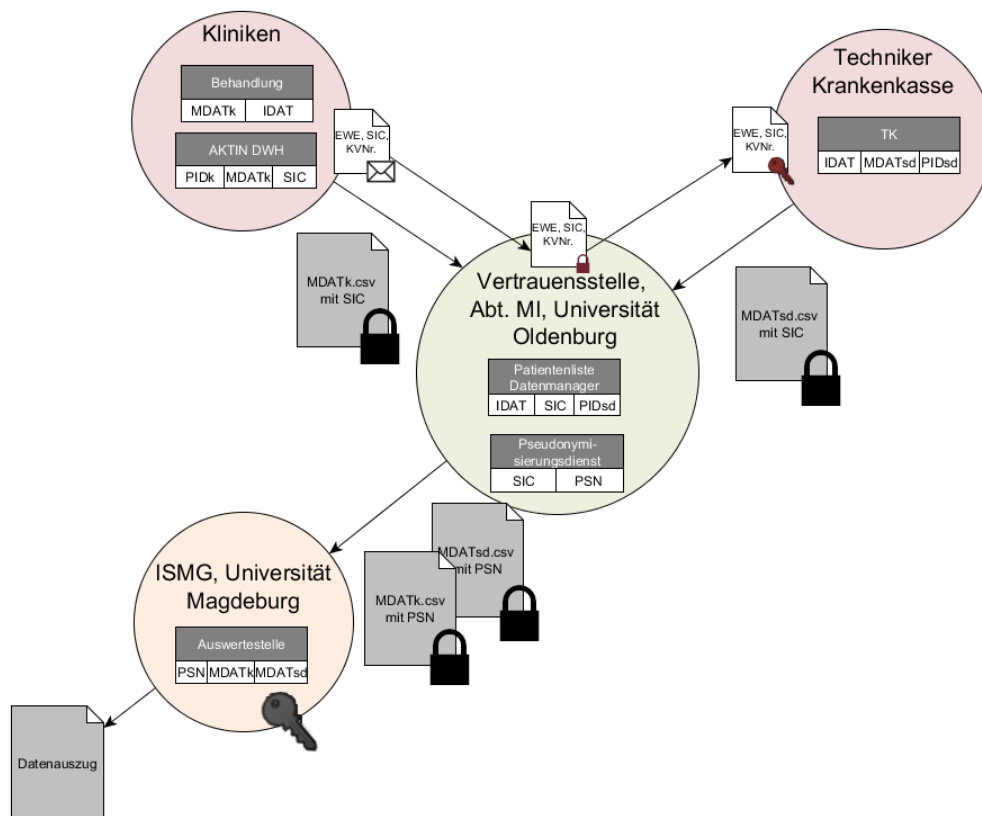 Kliniken
Behandlung
MDATk IDAT
AKTIN DWH
PIDk MDATk SIC
EWE, SIC,
KVNr.
Techniker
Krankenkasse
EWE, SIC,
KVNr.
TK
IDAT MDATsd PIDsd
MDATk.csv
mit SIC
EWE, SIC,
KVNr.
Vertrauensstelle,
Abt. MI, Universität
Oldenburg
Patientenliste
Datenmanager
IDAT SIC PIDsd
Pseudonymi-
sierungsdienst
SIC PSN
MDATsd.csv
mit SIC
MDATsd.csv
mit PSN
MDATk.csv
mit PSN
ISMG, Universität
Magdeburg
Auswertestelle
PSN MDATk MDATsd
Datenauszug